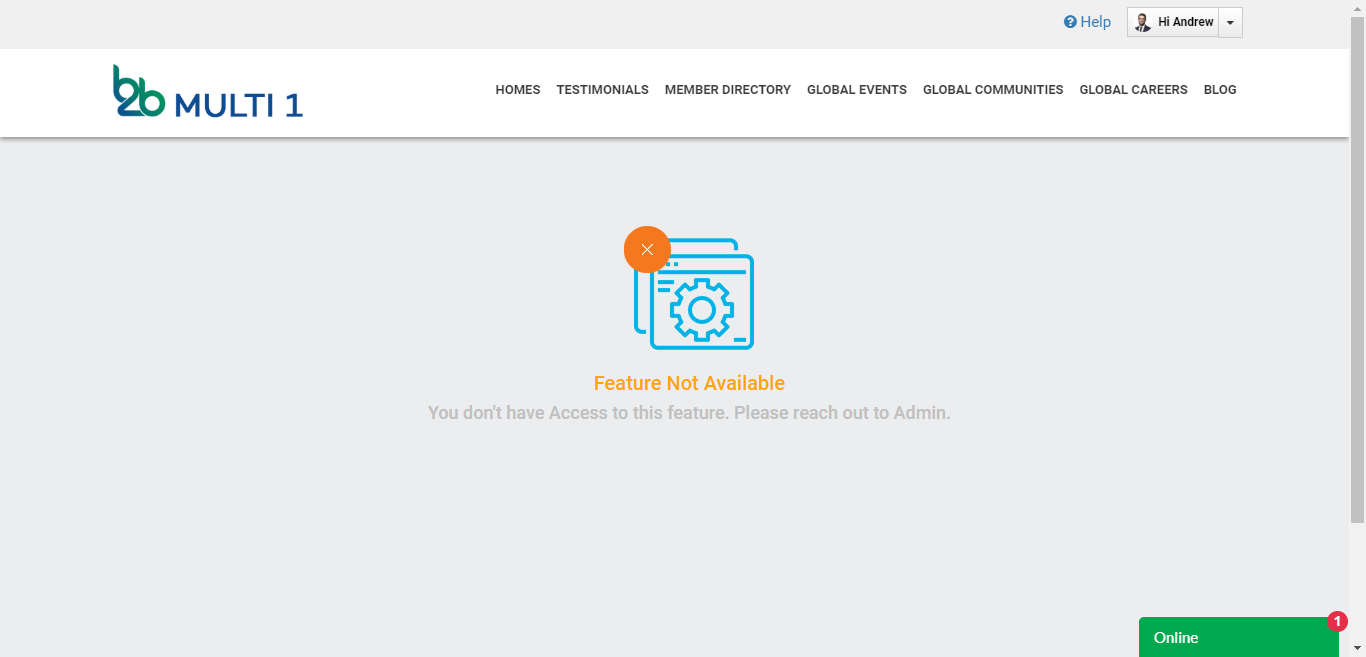 Help
Hi Andrew
b2b MULTI 1
HOMES TESTIMONIALS MEMBER DIRECTORY GLOBAL EVENTS GLOBAL COMMUNITIES GLOBAL CAREERS BLOG
Feature Not Available
You don't have Access to this feature. Please reach out to Admin.
1
Online